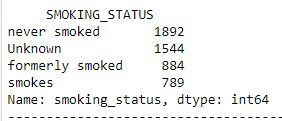 SMOKING_STATUS
never smoked 1892
Unknown 1544
formerly smoked 884
smokes 789
Name: smoking_status, dtype: int64
------------------------------------